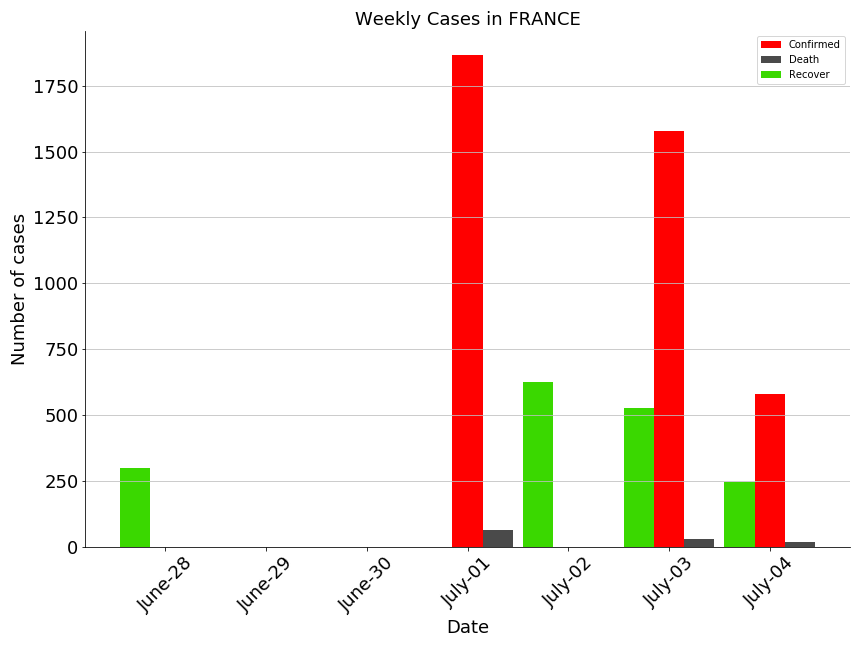 Weekly Cases in FRANCE
Confirmed
Death
Recover
Number of cases
1750
1500
1250
1000
750
500
250
0
June-28
June-29
June-30
July-01
July-02
July-03
July-04
Date